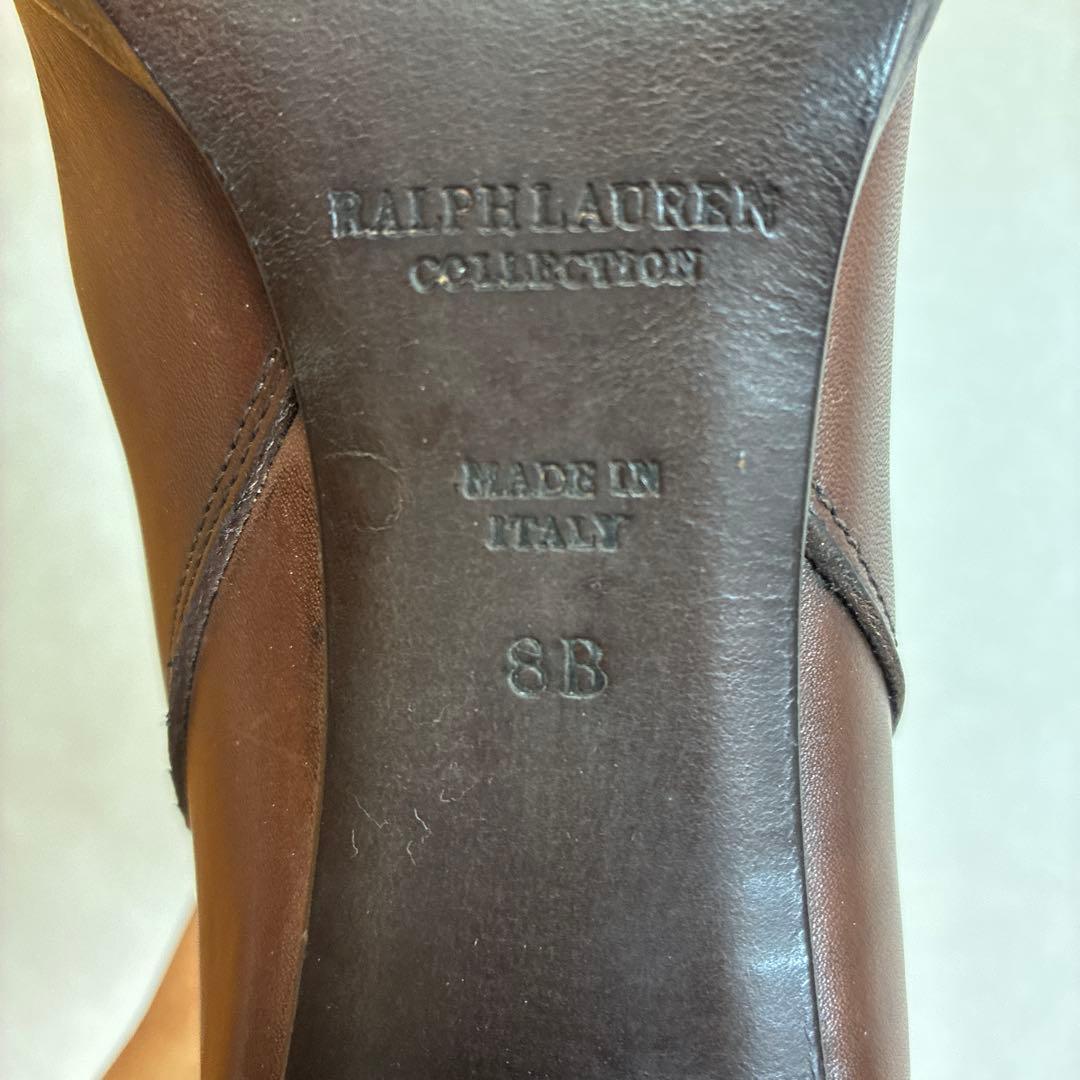 RALPH LAUREN
COLLECTION
MADE IN
ITALY
8B